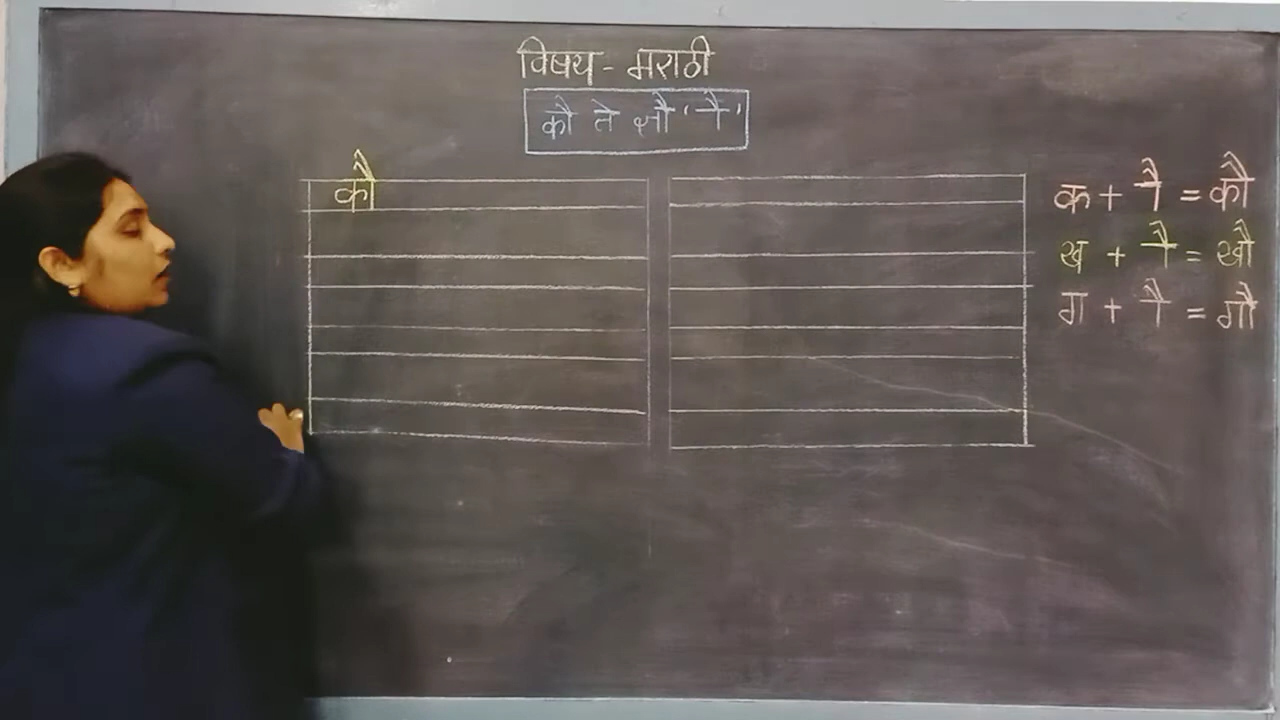 विषय - मराठी
कौ ते क्षौ 'ौ'
कौ
क + ौ = कौ
ख + ौ = खौ
ग + ौ = गौ